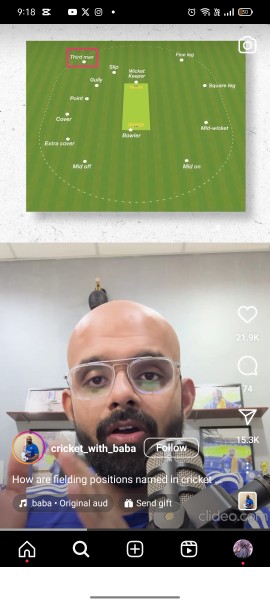 9:18
Third man
Fine leg
Slip
Wicket
Keeper
Gully
Square leg
Point
Cover
Mid-wicket
Bowler
Extra cover
Mid off
Mid on
21.9K
74
cricket_with_baba
Follow
15.3K
How are fielding positions named in cricket
baba • Original aud
Send gift
clideo.com